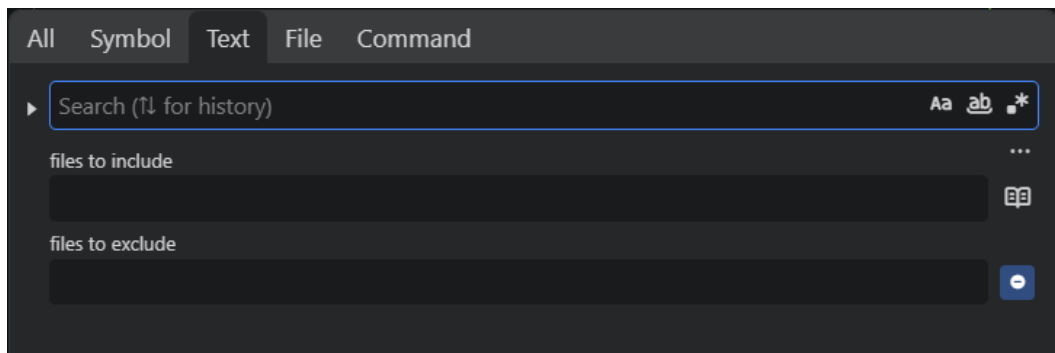 All Symbol Text File Command
Search (⇅ for history) Aa ab .*
files to include
files to exclude